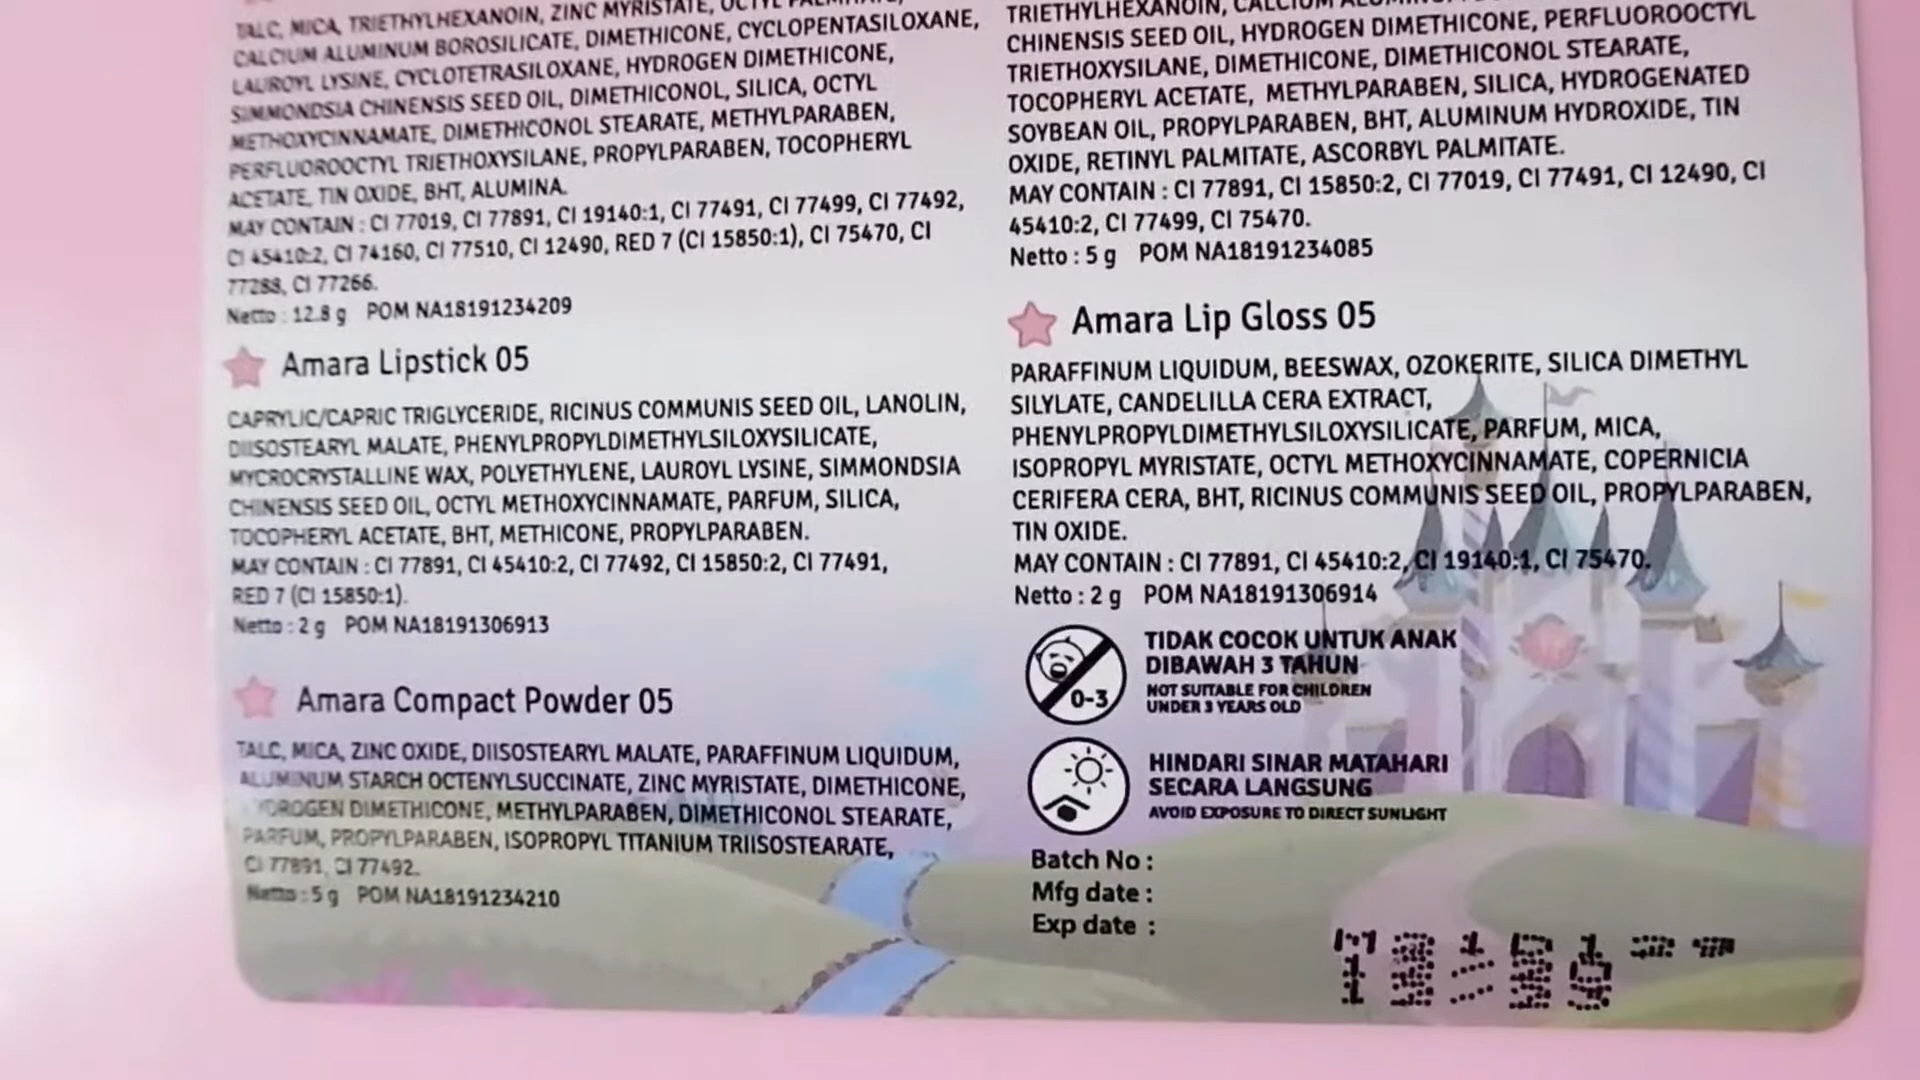 TALC, MICA, TRIETHYLHEXANOIN, ZINC MYRISTATE,
CALCIUM ALUMINUM BOROSILICATE, DIMETHICONE, CYCLOPENTASILOXANE,
LAUROYL LYSINE, CYCLOTETRASILOXANE, HYDROGEN DIMETHICONE,
SIMMONDSIA CHINENSIS SEED OIL, DIMETHICONOL, SILICA, OCTYL
METHOXYCINNAMATE, DIMETHICONOL STEARATE, METHYLPARABEN,
PERFLUOROOCTYL TRIETHOXYSILANE, PROPYLPARABEN, TOCOPHERYL
ACETATE, TIN OXIDE, BHT, ALUMINA.
MAY CONTAIN : CI 77019, CI 77891, CI 19140:1, CI 77491, CI 77499, CI 77492,
CI 45410:2, CI 74160, CI 77510, CI 12490, RED 7 (CI 15850:1), CI 75470, CI
77288, CI 77266.
Netto : 12.8 g POM NA18191234209
Amara Lipstick 05
CAPRYLIC/CAPRIC TRIGLYCERIDE, RICINUS COMMUNIS SEED OIL, LANOLIN,
DIISOSTEARYL MALATE, PHENYLPROPYLDIMETHYLSILOXYSILICATE,
MYCROCRYSTALLINE WAX, POLYETHYLENE, LAUROYL LYSINE, SIMMONDSIA
CHINENSIS SEED OIL, OCTYL METHOXYCINNAMATE, PARFUM, SILICA,
TOCOPHERYL ACETATE, BHT, METHICONE, PROPYLPARABEN.
MAY CONTAIN : CI 77891, CI 45410:2, CI 77492, CI 15850:2, CI 77491,
RED 7 (CI 15850:1).
Netto : 2 g POM NA18191306913
Amara Compact Powder 05
TALC, MICA, ZINC OXIDE, DIISOSTEARYL MALATE, PARAFFINUM LIQUIDUM,
ALUMINUM STARCH OCTENYLSUCCINATE, ZINC MYRISTATE, DIMETHICONE,
HYDROGEN DIMETHICONE, METHYLPARABEN, DIMETHICONOL STEARATE,
PARFUM, PROPYLPARABEN, ISOPROPYL TITANIUM TRIISOSTEARATE,
CI 77891, CI 77492.
Netto : 5 g POM NA18191234210
TRIETHYLHEXANOIN, CALCIUM
CHINENSIS SEED OIL, HYDROGEN DIMETHICONE, PERFLUOROOCTYL
TRIETHOXYSILANE, DIMETHICONE, DIMETHICONOL STEARATE,
TOCOPHERYL ACETATE, METHYLPARABEN, SILICA, HYDROGENATED
SOYBEAN OIL, PROPYLPARABEN, BHT, ALUMINUM HYDROXIDE, TIN
OXIDE, RETINYL PALMITATE, ASCORBYL PALMITATE.
MAY CONTAIN : CI 77891, CI 15850:2, CI 77019, CI 77491, CI 12490, CI
45410:2, CI 77499, CI 75470.
Netto : 5 g POM NA18191234085
Amara Lip Gloss 05
PARAFFINUM LIQUIDUM, BEESWAX, OZOKERITE, SILICA DIMETHYL
SILYLATE, CANDELILLA CERA EXTRACT,
PHENYLPROPYLDIMETHYLSILOXYSILICATE, PARFUM, MICA,
ISOPROPYL MYRISTATE, OCTYL METHOXYCINNAMATE, COPERNICIA
CERIFERA CERA, BHT, RICINUS COMMUNIS SEED OIL, PROPYLPARABEN,
TIN OXIDE.
MAY CONTAIN : CI 77891, CI 45410:2, CI 19140:1, CI 75470.
Netto : 2 g POM NA18191306914
0-3
TIDAK COCOK UNTUK ANAK
DIBAWAH 3 TAHUN
NOT SUITABLE FOR CHILDREN
UNDER 3 YEARS OLD
HINDARI SINAR MATAHARI
SECARA LANGSUNG
AVOID EXPOSURE TO DIRECT SUNLIGHT
Batch No :
Mfg date :
Exp date :